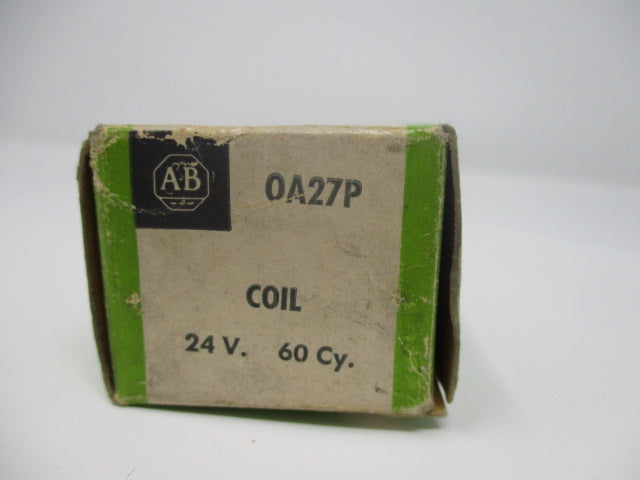 AB
OA27P
COIL
24 V. 60 Cy.